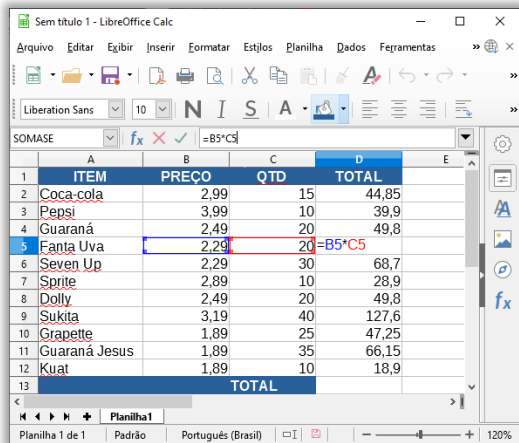 Sem título 1 - LibreOffice Calc
Arquivo Editar Exibir Inserir Formatar Estilos Planilha Dados Ferramentas »
Liberation Sans 10 N I S A »
SOMASE fx =B5*C5
A B C D E
1 ITEM PREÇO QTD TOTAL
2 Coca-cola 2,99 15 44,85
3 Pepsi 3,99 10 39,9
4 Guaraná 2,49 20 49,8
5 Fanta Uva 2,29 20 =B5*C5
6 Seven Up 2,29 30 68,7
7 Sprite 2,89 10 28,9
8 Dolly 2,49 20 49,8
9 Sukita 3,19 40 127,6
10 Grapette 1,89 25 47,25
11 Guaraná Jesus 1,89 35 66,15
12 Kuat 1,89 10 18,9
13 TOTAL
Planilha1
Planilha 1 de 1 Padrão Português (Brasil) 120%